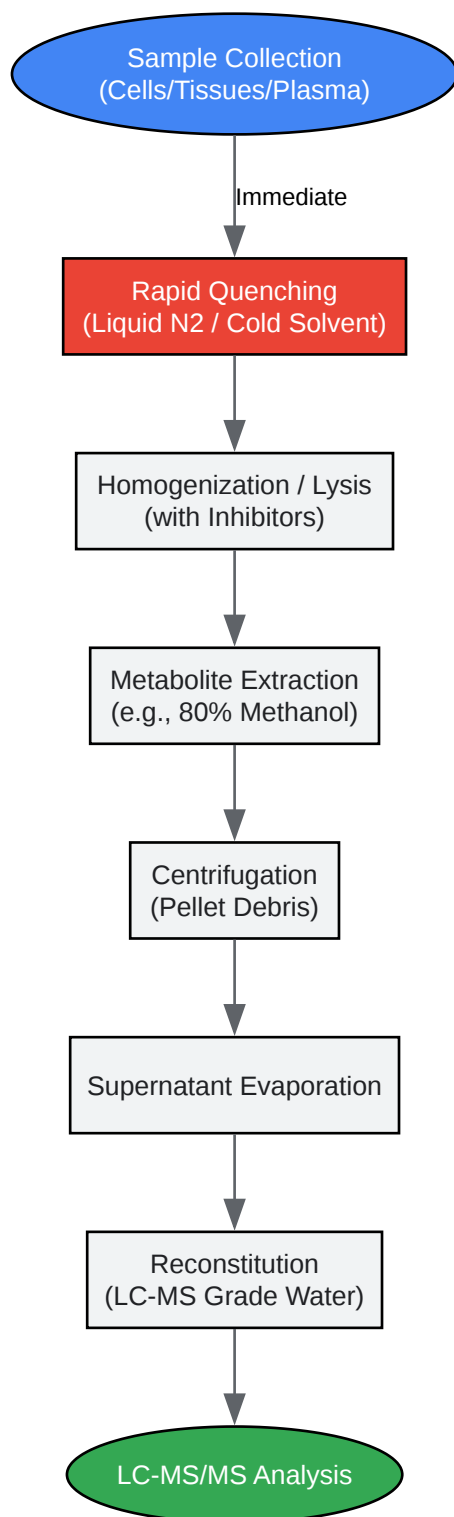 Sample Collection
(Cells/Tissues/Plasma)
Immediate
Rapid Quenching
(Liquid N2 / Cold Solvent)
Homogenization / Lysis
(with Inhibitors)
Metabolite Extraction
(e.g., 80% Methanol)
Centrifugation
(Pellet Debris)
Supernatant Evaporation
Reconstitution
(LC-MS Grade Water)
LC-MS/MS Analysis